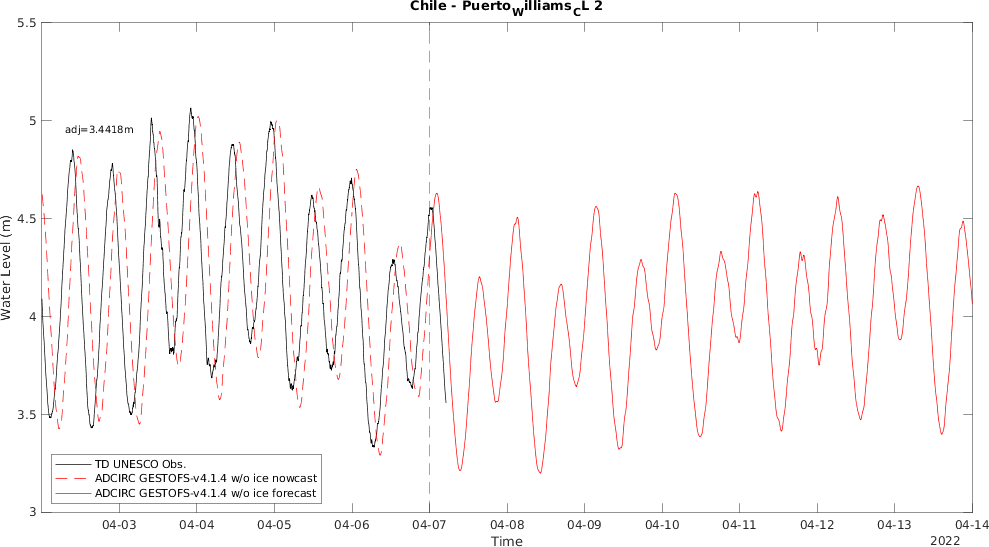 Chile - Puerto_Williams_CL 2
Water Level (m)
5.5
5
4.5
4
3.5
3
adj=3.4418m
TD UNESCO Obs.
ADCIRC GESTOFS-v4.1.4 w/o ice nowcast
ADCIRC GESTOFS-v4.1.4 w/o ice forecast
04-03 04-04 04-05 04-06 04-07 04-08 04-09 04-10 04-11 04-12 04-13 04-14
Time
2022